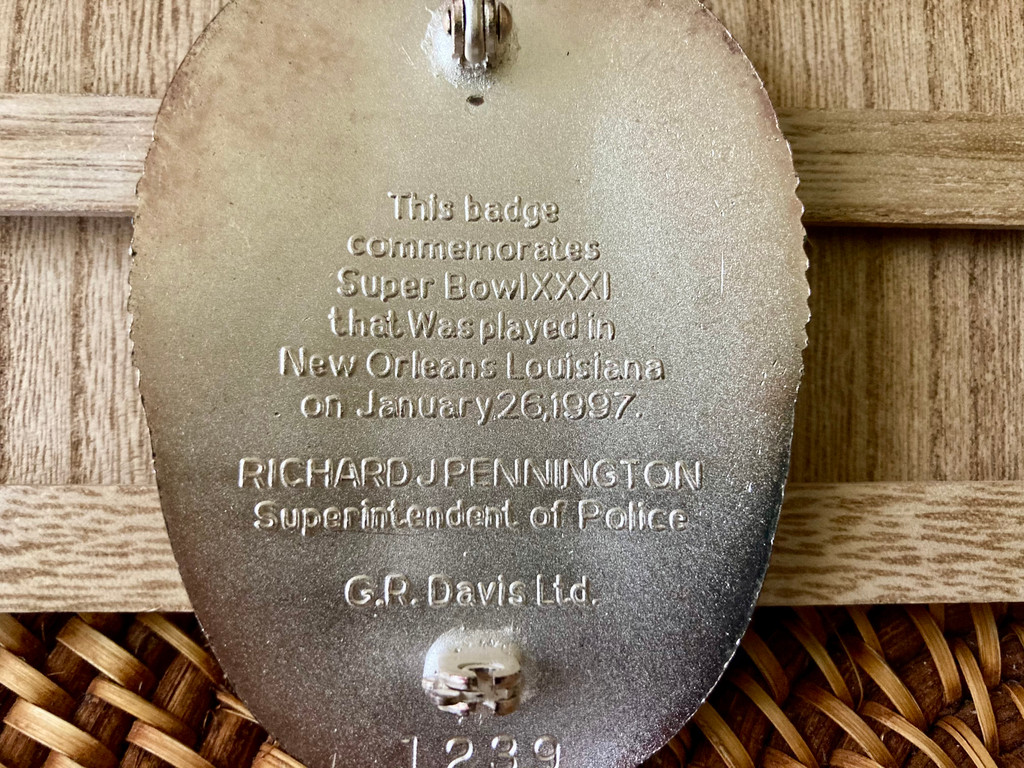 This badge
commemorates
Super Bowl XXXI
that Was played in
New Orleans Louisiana
on January,26,1997.
RICHARD J PENNINGTON
Superintendent of Police
G.R. Davis Ltd.
1239